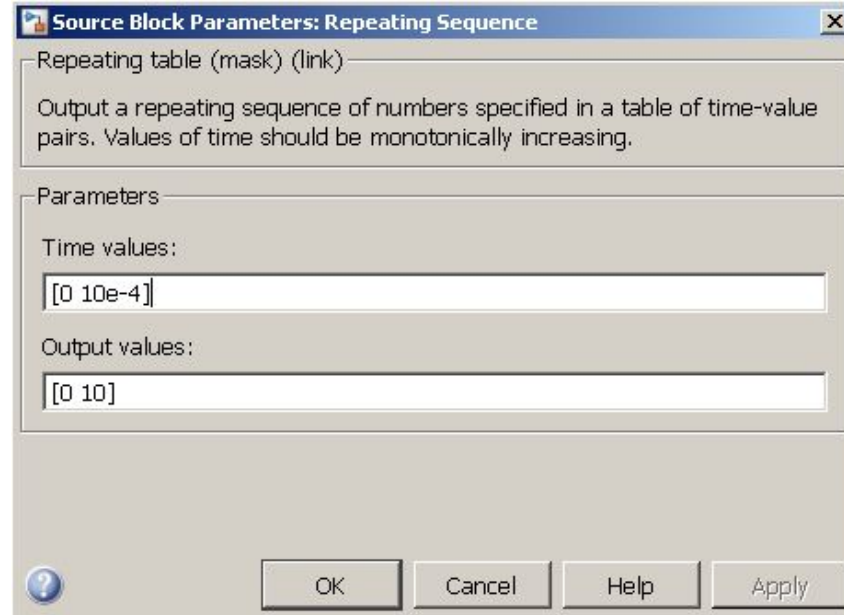 Source Block Parameters: Repeating Sequence
Repeating table (mask) (link)
Output a repeating sequence of numbers specified in a table of time-value
pairs. Values of time should be monotonically increasing.
Parameters
Time values:
[0 10e-4]
Output values:
[0 10]
OK Cancel Help Apply